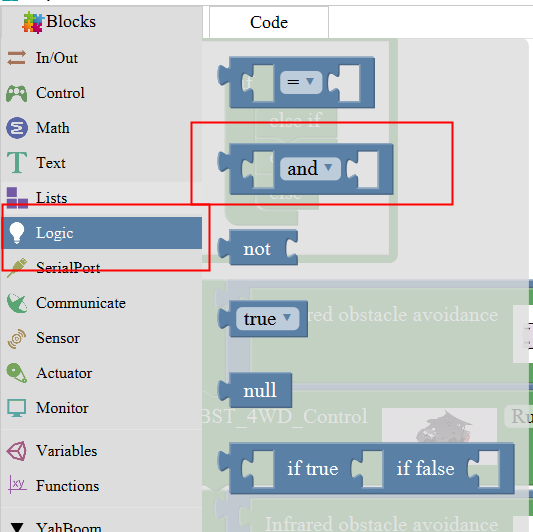 Blocks
Code
In/Out
Control
Math
Text
Lists
Logic
SerialPort
Communicate
Sensor
Actuator
Monitor
Variables
Functions
YahBoom
=
else if
and
else
not
true
red obstacle avoidance
null
BST_4WD_Control
Ru
if true
if false
Infrared obstacle avoidance